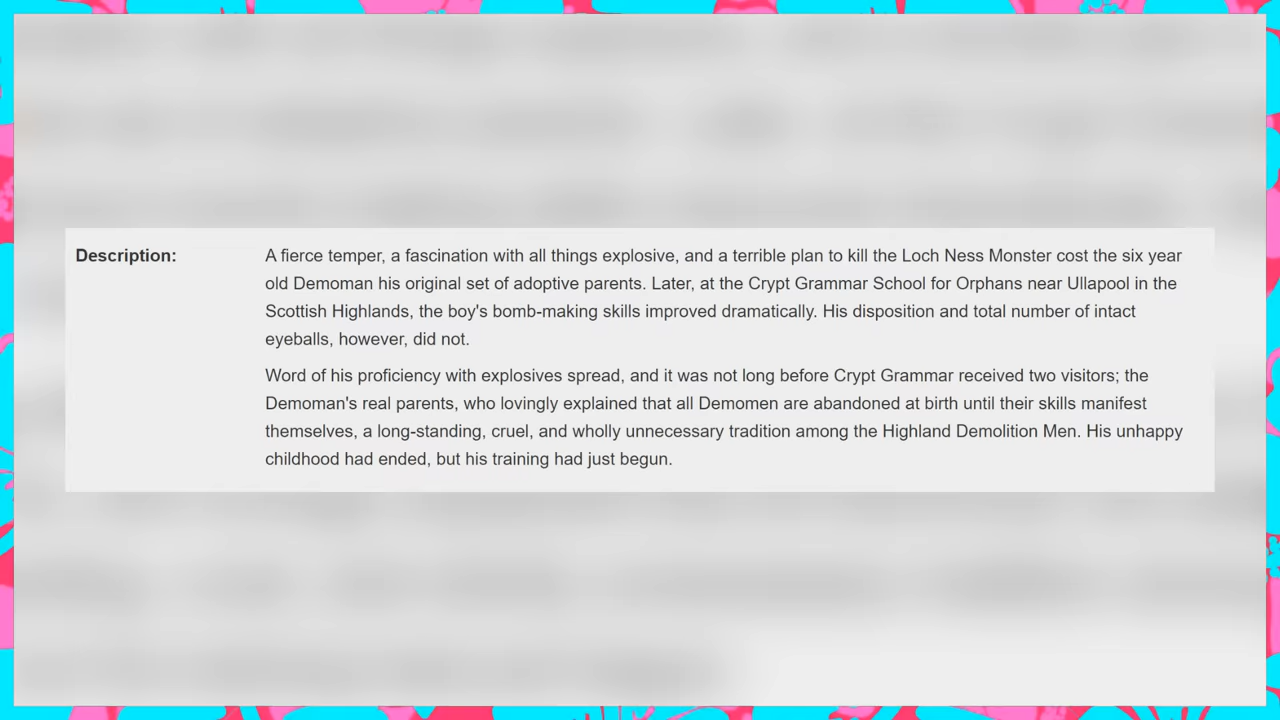 Description:
A fierce temper, a fascination with all things explosive, and a terrible plan to kill the Loch Ness Monster cost the six year
old Demoman his original set of adoptive parents. Later, at the Crypt Grammar School for Orphans near Ullapool in the
Scottish Highlands, the boy's bomb-making skills improved dramatically. His disposition and total number of intact
eyeballs, however, did not.
Word of his proficiency with explosives spread, and it was not long before Crypt Grammar received two visitors; the
Demoman's real parents, who lovingly explained that all Demomen are abandoned at birth until their skills manifest
themselves, a long-standing, cruel, and wholly unnecessary tradition among the Highland Demolition Men. His unhappy
childhood had ended, but his training had just begun.